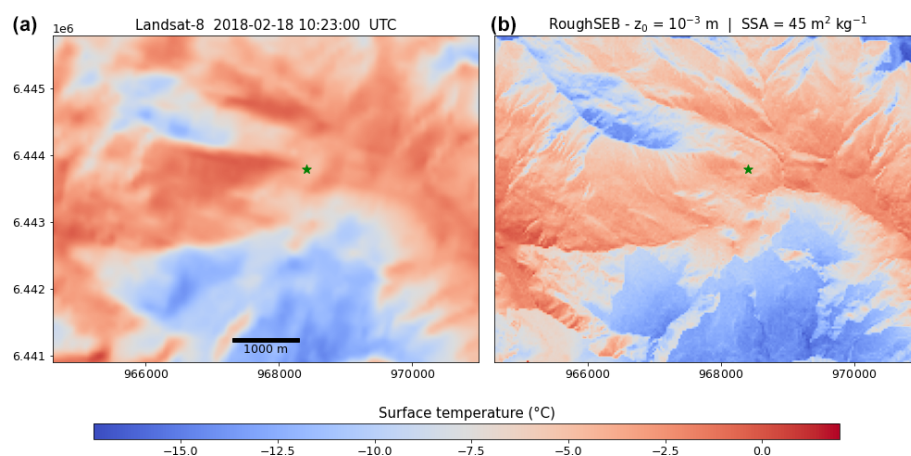 (a) Landsat-8 2018-02-18 10:23:00 UTC
(b) RoughSEB - z₀ = 10⁻³ m | SSA = 45 m² kg⁻¹
1e6
6.445
6.444
6.443
6.442
6.441
1000 m
966000 968000 970000
966000 968000 970000
Surface temperature (°C)
−15.0 −12.5 −10.0 −7.5 −5.0 −2.5 0.0